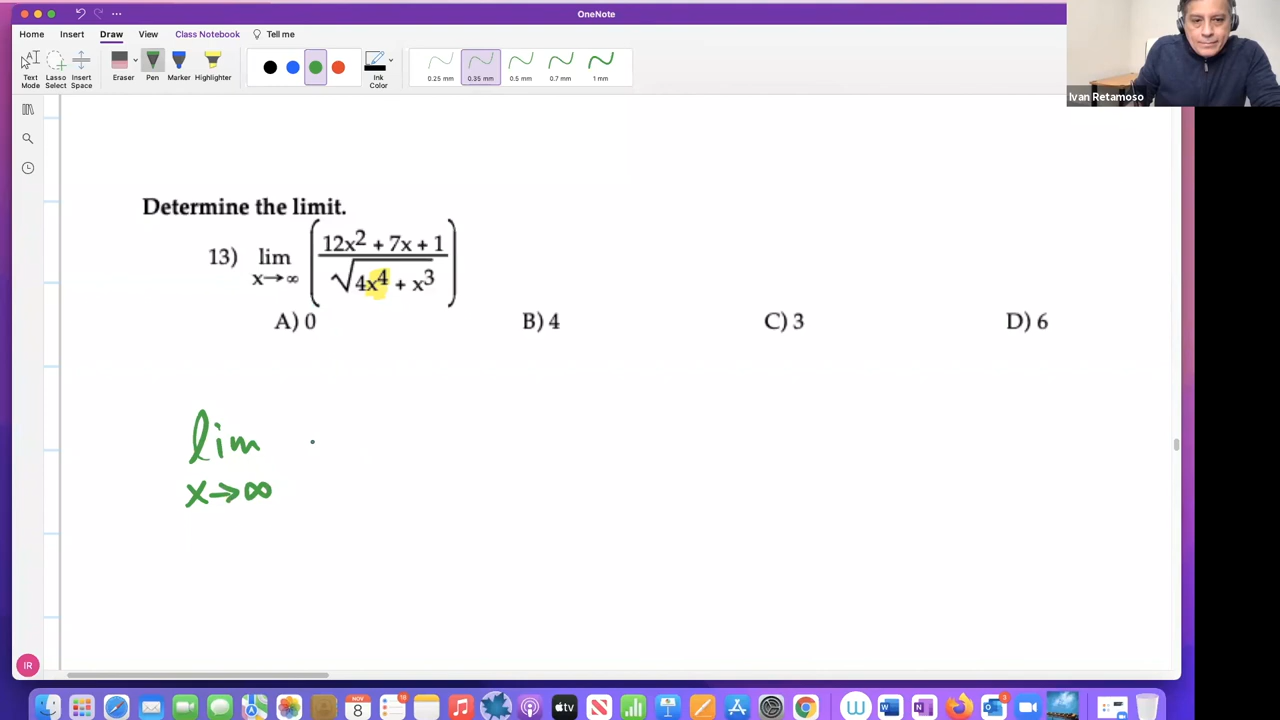 OneNote
Home Insert Draw View Class Notebook Tell me
Text Mode Lasso Select Insert Space Eraser Pen Marker Highlighter Ink Color 0.25 mm 0.35 mm 0.5 mm 0.7 mm 1 mm
Ivan Retamoso
Determine the limit.
13) lim x→∞ ( (12x² + 7x + 1) / √(4x⁴ + x³) )
A) 0 B) 4 C) 3 D) 6
lim
x→∞
IR
NOV 8